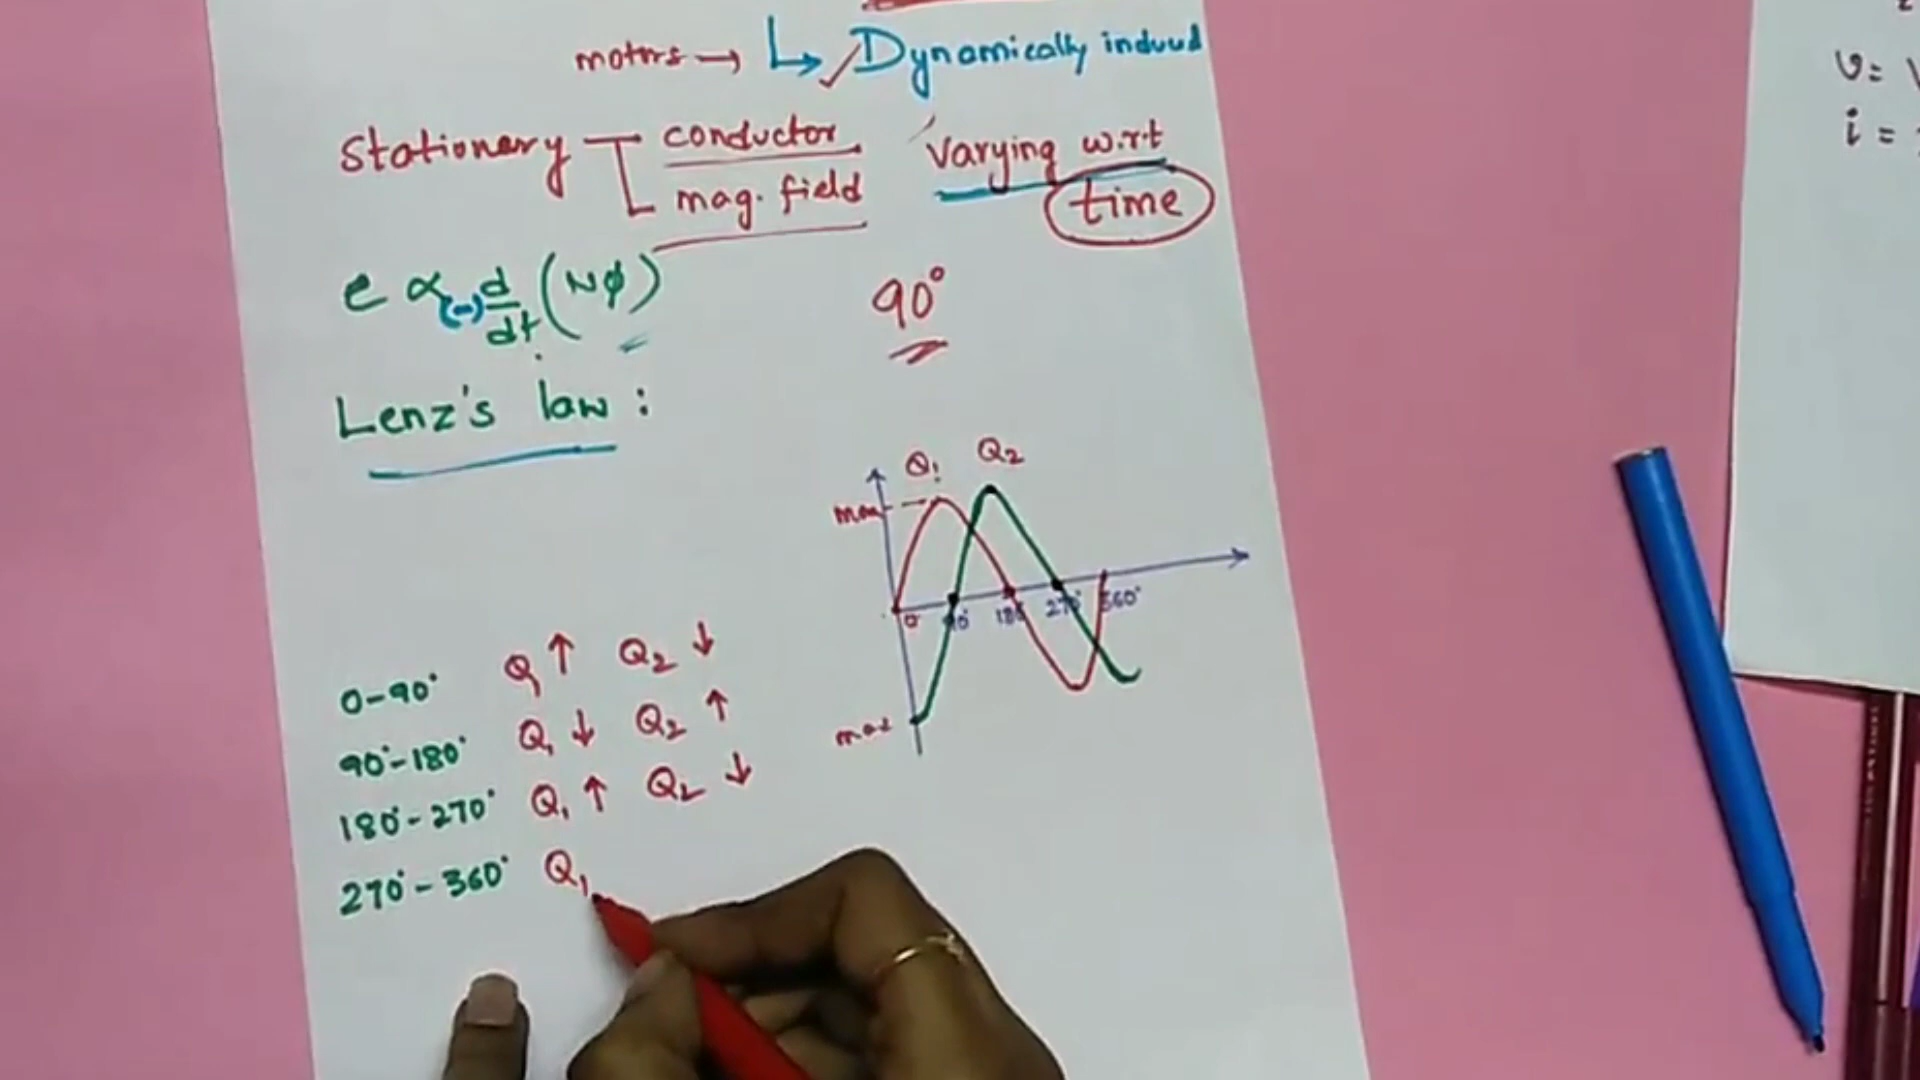 motors → ↳ ✓ Dynamically induud
Stationary conductor varying w.r.t
mag. field time
e ∝ (-) d/dt (Nϕ) 90°
Lenz's law :
Q1 Q2
max
0 90° 180 270° 360°
max
0-90° Q1 ↑ Q2 ↓
90°-180° Q1 ↓ Q2 ↑
180°-270° Q1 ↑ Q2 ↓
270°-360° Q1
v=
i =